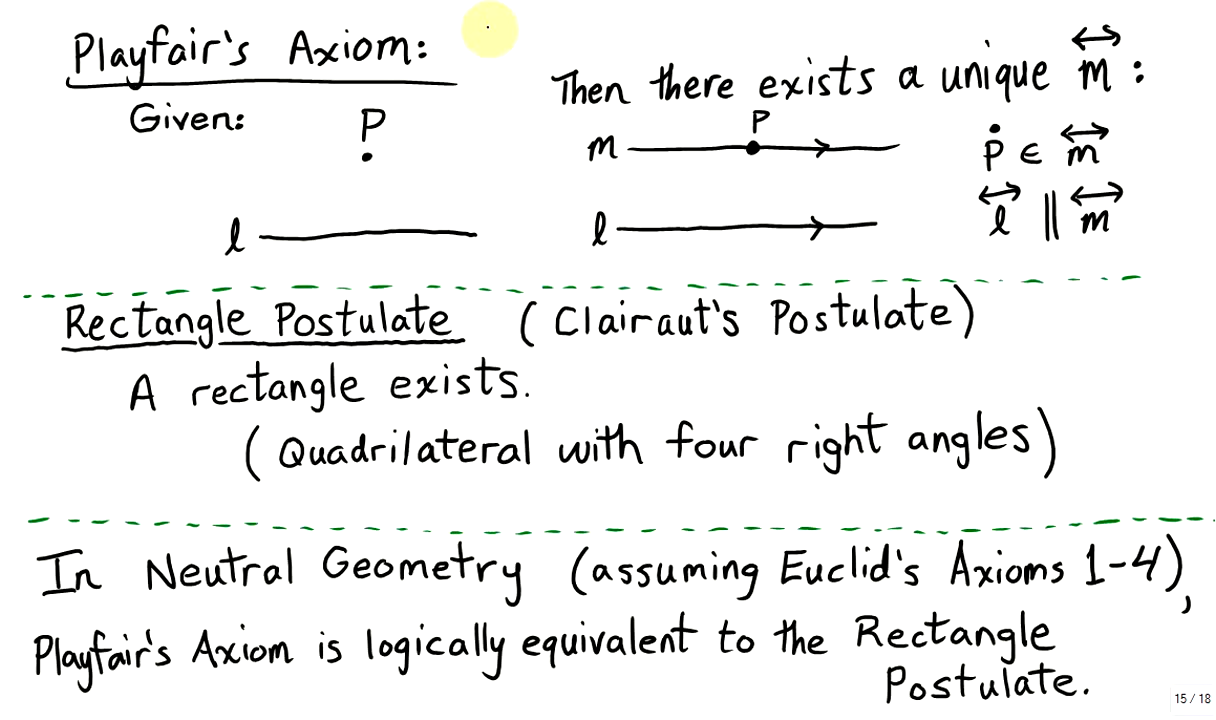 Playfair's Axiom:
Given:
P
l
Then there exists a unique m :
P
m
l
P ∈ m
l ∥ m
Rectangle Postulate (Clairaut's Postulate)
A rectangle exists.
(Quadrilateral with four right angles)
In Neutral Geometry (assuming Euclid's Axioms 1-4),
Playfair's Axiom is logically equivalent to the Rectangle
Postulate.
15 / 18